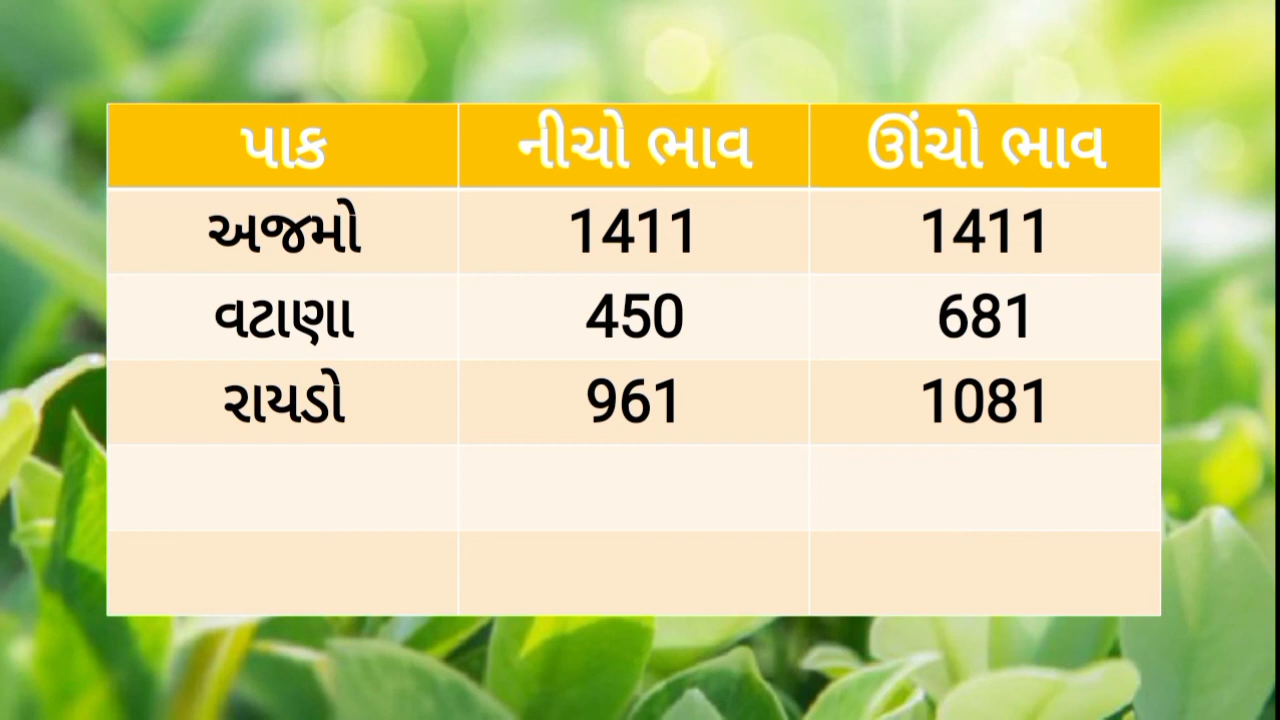 પાક નીચો ભાવ ઊંચો ભાવ
અજમો 1411 1411
વટાણા 450 681
રાયડો 961 1081